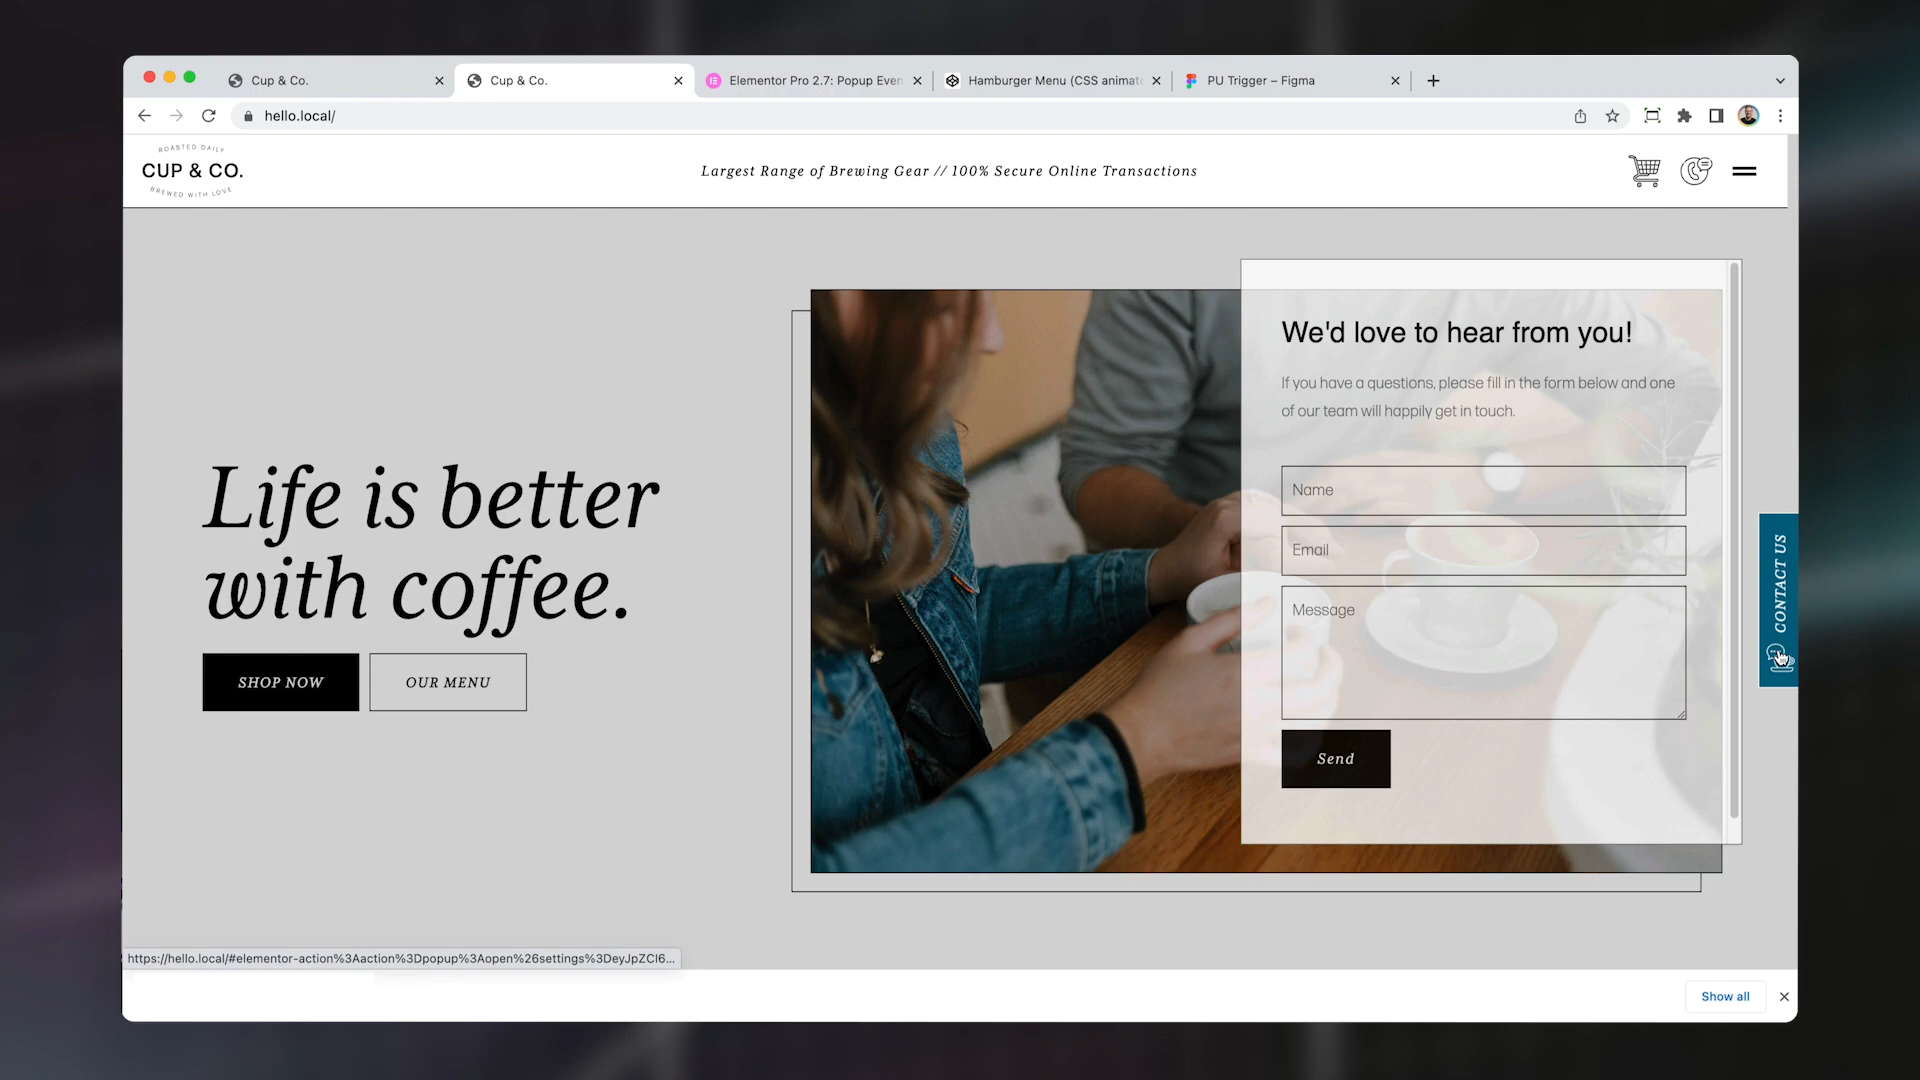 Cup & Co.
Cup & Co.
Elementor Pro 2.7: Popup Even
Hamburger Menu (CSS animate
PU Trigger – Figma
hello.local/
ROASTED DAILY
CUP & CO.
BREWED WITH LOVE
Largest Range of Brewing Gear // 100% Secure Online Transactions
Life is better
with coffee.
SHOP NOW
OUR MENU
We'd love to hear from you!
If you have a questions, please fill in the form below and one
of our team will happily get in touch.
Name
Email
Message
Send
CONTACT US
https://hello.local/#elementor-action%3Aaction%3Dpopup%3Aopen%26settings%3DeyJpZCI6...
Show all